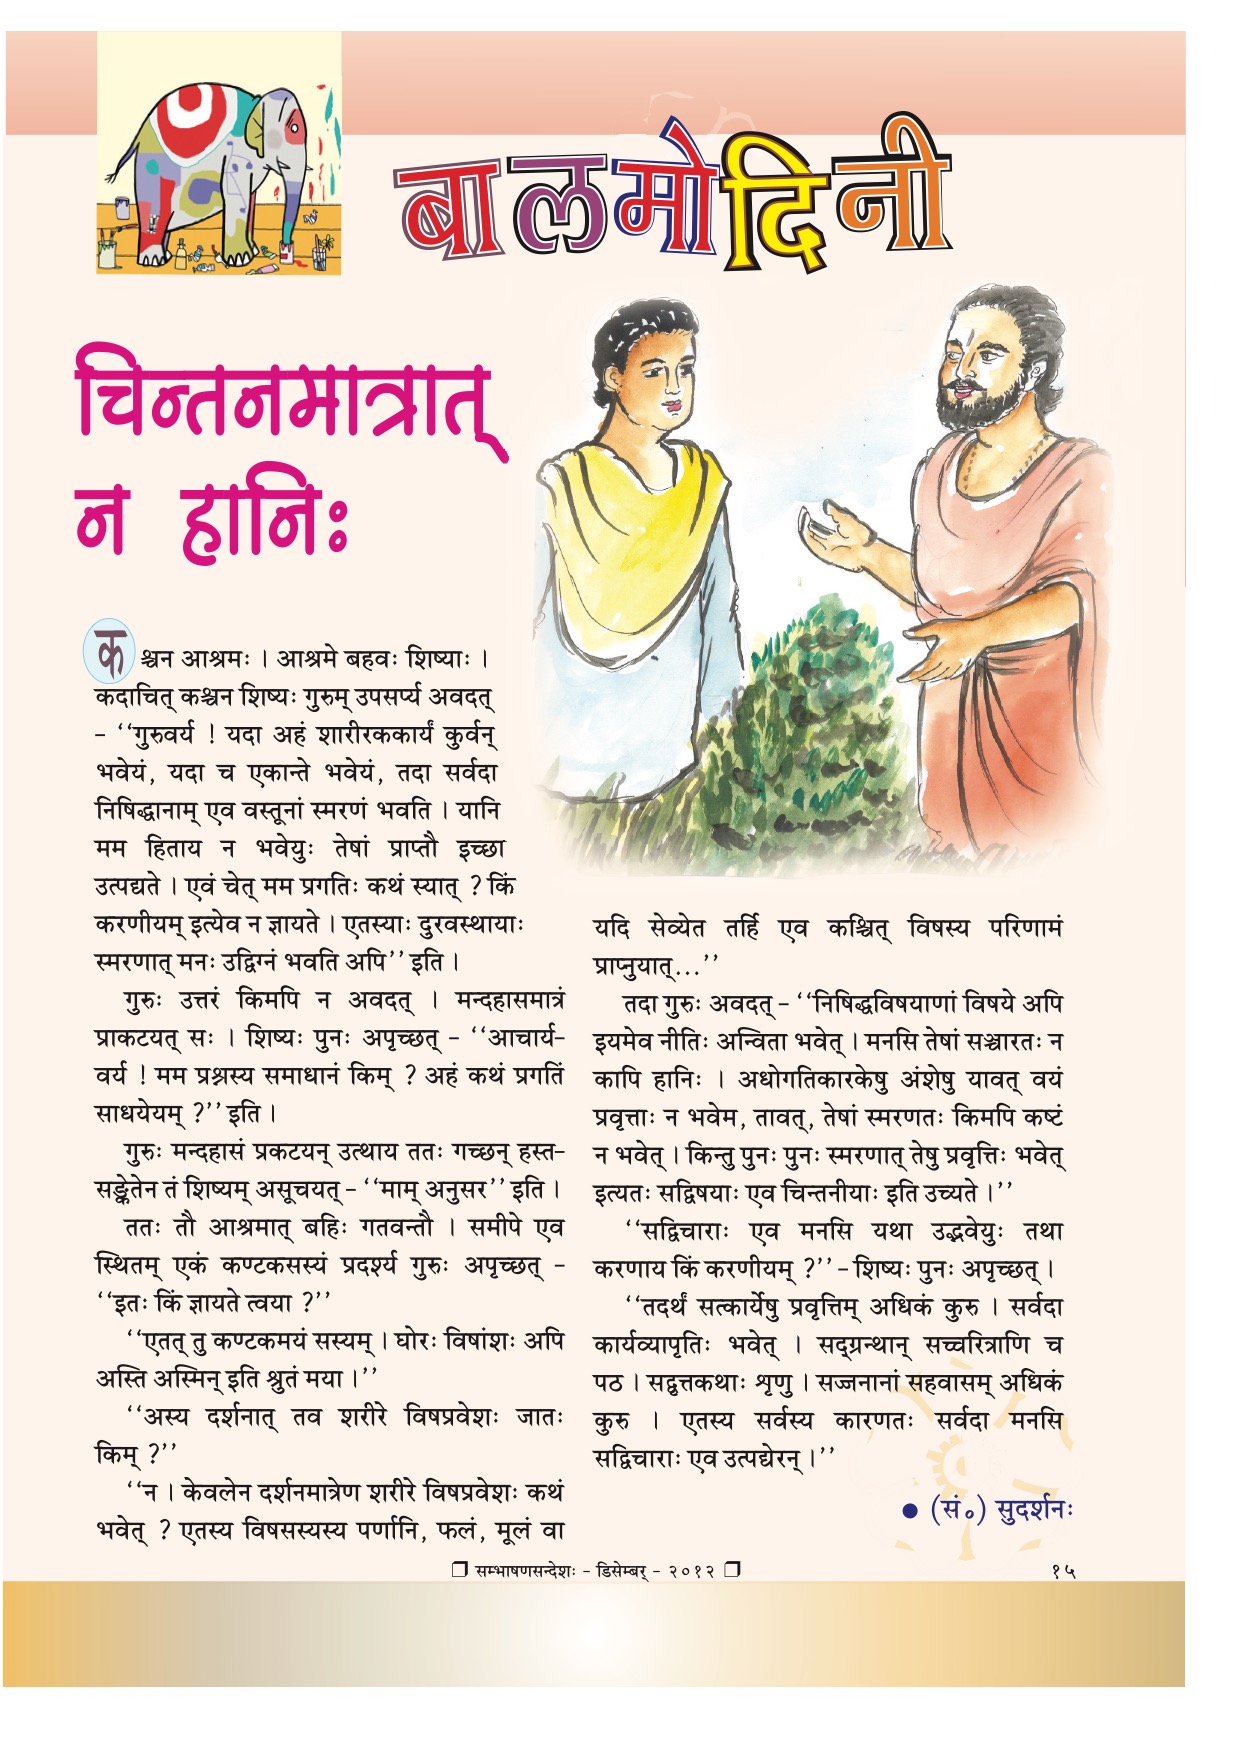 बालमोदिनी
चिन्तनमात्रात्
न हानिः
कश्चन आश्रमः । आश्रमे बहवः शिष्याः ।
कदाचित् कश्चन शिष्यः गुरुम् उपसर्प्य अवदत्
– ‘‘गुरुवर्य ! यदा अहं शारीरककार्यं कुर्वन्
भवेयं, यदा च एकान्ते भवेयं, तदा सर्वदा
निषिद्धानाम् एव वस्तूनां स्मरणं भवति । यानि
मम हिताय न भवेयुः तेषां प्राप्तौ इच्छा
उत्पद्यते । एवं चेत् मम प्रगतिः कथं स्यात् ? किं
करणीयम् इत्येव न ज्ञायते । एतस्याः दुरवस्थायाः
स्मरणात् मनः उद्विग्नं भवति अपि’’ इति ।
गुरुः उत्तरं किमपि न अवदत् । मन्दहासमात्रं
प्राकटयत् सः । शिष्यः पुनः अपृच्छत् – ‘‘आचार्य-
वर्य ! मम प्रश्नस्य समाधानं किम् ? अहं कथं प्रगतिं
साधयेयम् ?’’ इति ।
गुरुः मन्दहासं प्रकटयन् उत्थाय ततः गच्छन् हस्त-
सङ्केतेन तं शिष्यम् असूचयत् – ‘‘माम् अनुसर’’ इति ।
ततः तौ आश्रमात् बहिः गतवन्तौ । समीपे एव
स्थितम् एकं कण्टकसस्यं प्रदर्श्य गुरुः अपृच्छत् –
‘‘इतः किं ज्ञायते त्वया ?’’
‘‘एतत् तु कण्टकमयं सस्यम् । घोरः विषांशः अपि
अस्ति अस्मिन् इति श्रुतं मया ।’’
‘‘अस्य दर्शनात् तव शरीरे विषप्रवेशः जातः
किम् ?’’
‘‘न । केवलेन दर्शनमात्रेण शरीरे विषप्रवेशः कथं
भवेत् ? एतस्य विषसस्यस्य पर्णानि, फलं, मूलं वा
यदि सेव्येत तर्हि एव कश्चित् विषस्य परिणामं
प्राप्नुयात्...’’
तदा गुरुः अवदत् – ‘‘निषिद्धविषयाणां विषये अपि
इयमेव नीतिः अन्विता भवेत् । मनसि तेषां सञ्चारतः न
कापि हानिः । अधोगतिकारकेषु अंशेषु यावत् वयं
प्रवृत्ताः न भवेम, तावत्, तेषां स्मरणतः किमपि कष्टं
न भवेत् । किन्तु पुनः पुनः स्मरणात् तेषु प्रवृत्तिः भवेत्
इत्यतः सद्विषयाः एव चिन्तनीयाः इति उच्यते ।’’
‘‘सद्विचाराः एव मनसि यथा उद्भवेयुः तथा
करणाय किं करणीयम् ?’’ – शिष्यः पुनः अपृच्छत् ।
‘‘तदर्थं सत्कार्येषु प्रवृत्तिम् अधिकं कुरु । सर्वदा
कार्यव्यापृतिः भवेत् । सद्ग्रन्थान् सच्चरित्राणि च
पठ । सद्वृत्तकथाः शृणु । सज्जनानां सहवासम् अधिकं
कुरु । एतस्य सर्वस्य कारणतः सर्वदा मनसि
सद्विचाराः एव उत्पद्येरन् ।’’
● (सं०) सुदर्शनः
❒ सम्भाषणसन्देशः – डिसेम्बर् – २०१२ ❒
१५